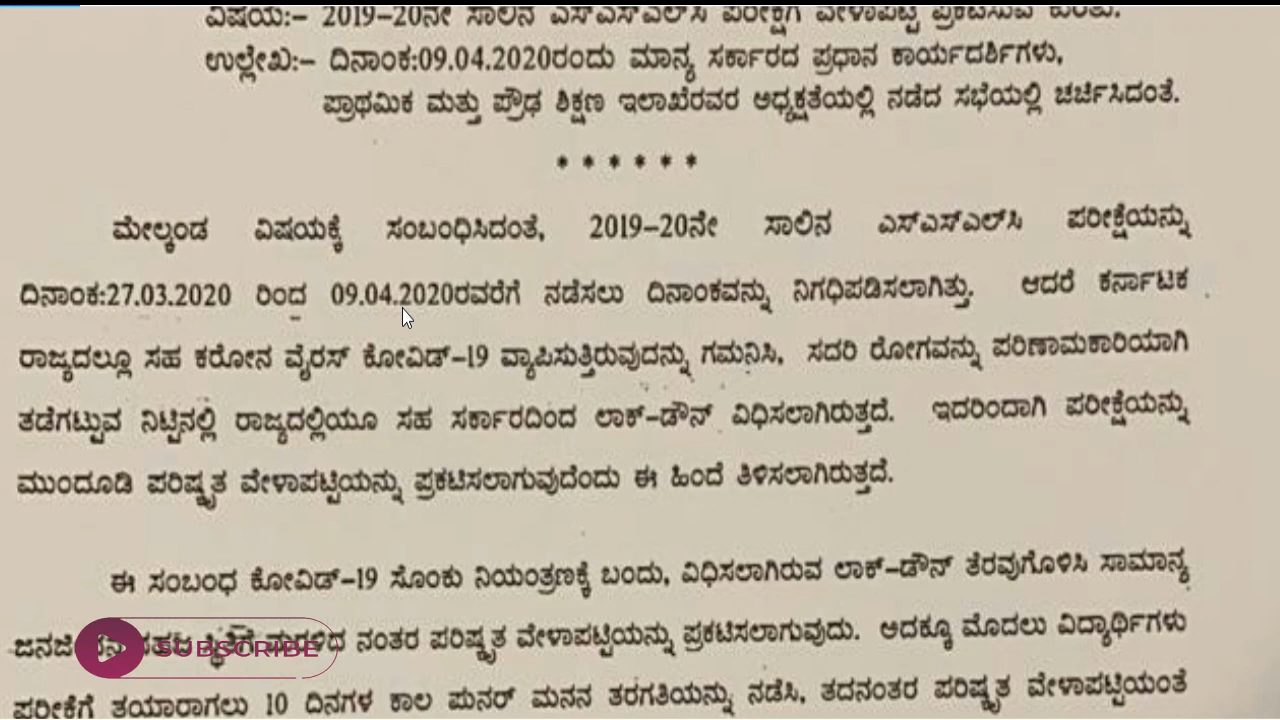 ವಿಷಯ:– 2019–20ನೇ ಸಾಲಿನ ಎಸ್ಎಸ್ಎಲ್‌ಸಿ ಪರೀಕ್ಷೆಗೆ ವೇಳಾಪಟ್ಟಿ ಪ್ರಕಟಿಸುವ ಕುರಿತು.
ಉಲ್ಲೇಖ:– ದಿನಾಂಕ:09.04.2020ರಂದು ಮಾನ್ಯ ಸರ್ಕಾರದ ಪ್ರಧಾನ ಕಾರ್ಯದರ್ಶಿಗಳು,
ಪ್ರಾಥಮಿಕ ಮತ್ತು ಪ್ರೌಢ ಶಿಕ್ಷಣ ಇಲಾಖೆರವರ ಅಧ್ಯಕ್ಷತೆಯಲ್ಲಿ ನಡೆದ ಸಭೆಯಲ್ಲಿ ಚರ್ಚಿಸಿದಂತೆ.
* * * * * *
ಮೇಲ್ಕಂಡ ವಿಷಯಕ್ಕೆ ಸಂಬಂಧಿಸಿದಂತೆ, 2019–20ನೇ ಸಾಲಿನ ಎಸ್ಎಸ್ಎಲ್‌ಸಿ ಪರೀಕ್ಷೆಯನ್ನು
ದಿನಾಂಕ:27.03.2020 ರಿಂದ 09.04.2020ರವರೆಗೆ ನಡೆಸಲು ದಿನಾಂಕವನ್ನು ನಿಗಧಿಪಡಿಸಲಾಗಿತ್ತು. ಆದರೆ ಕರ್ನಾಟಕ
ರಾಜ್ಯದಲ್ಲೂ ಸಹ ಕರೋನ ವೈರಸ್ ಕೋವಿಡ್–19 ವ್ಯಾಪಿಸುತ್ತಿರುವುದನ್ನು ಗಮನಿಸಿ, ಸದರಿ ರೋಗವನ್ನು ಪರಿಣಾಮಕಾರಿಯಾಗಿ
ತಡೆಗಟ್ಟುವ ನಿಟ್ಟಿನಲ್ಲಿ ರಾಜ್ಯದಲ್ಲಿಯೂ ಸಹ ಸರ್ಕಾರದಿಂದ ಲಾಕ್–ಡೌನ್ ವಿಧಿಸಲಾಗಿರುತ್ತದೆ. ಇದರಿಂದಾಗಿ ಪರೀಕ್ಷೆಯನ್ನು
ಮುಂದೂಡಿ ಪರಿಷ್ಕೃತ ವೇಳಾಪಟ್ಟಿಯನ್ನು ಪ್ರಕಟಿಸಲಾಗುವುದೆಂದು ಈ ಹಿಂದೆ ತಿಳಿಸಲಾಗಿರುತ್ತದೆ.
ಈ ಸಂಬಂಧ ಕೋವಿಡ್–19 ಸೊಂಕು ನಿಯಂತ್ರಣಕ್ಕೆ ಬಂದು, ವಿಧಿಸಲಾಗಿರುವ ಲಾಕ್–ಡೌನ್ ತೆರವುಗೊಳಿಸಿ ಸಾಮಾನ್ಯ
ನಂತರ ಪರಿಷ್ಕೃತ ವೇಳಾಪಟ್ಟಿಯನ್ನು ಪ್ರಕಟಿಸಲಾಗುವುದು. ಅದಕ್ಕೂ ಮೊದಲು ವಿದ್ಯಾರ್ಥಿಗಳು
SUBSCRIBE
ಪರೀಕ್ಷೆಗೆ ತಯಾರಾಗಲು 10 ದಿನಗಳ ಕಾಲ ಪುನರ್ ಮನನ ತರಗತಿಯನ್ನು ನಡೆಸಿ, ತದನಂತರ ಪರಿಷ್ಕೃತ ವೇಳಾಪಟ್ಟಿಯಂತೆ